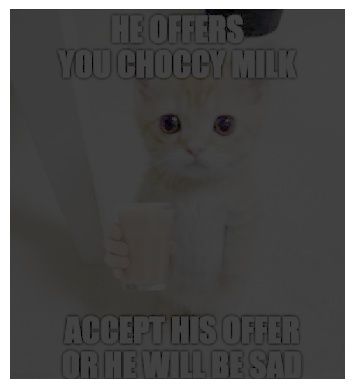 HE OFFERS
YOU CHOCCY MILK
ACCEPT HIS OFFER
OR HE WILL BE SAD